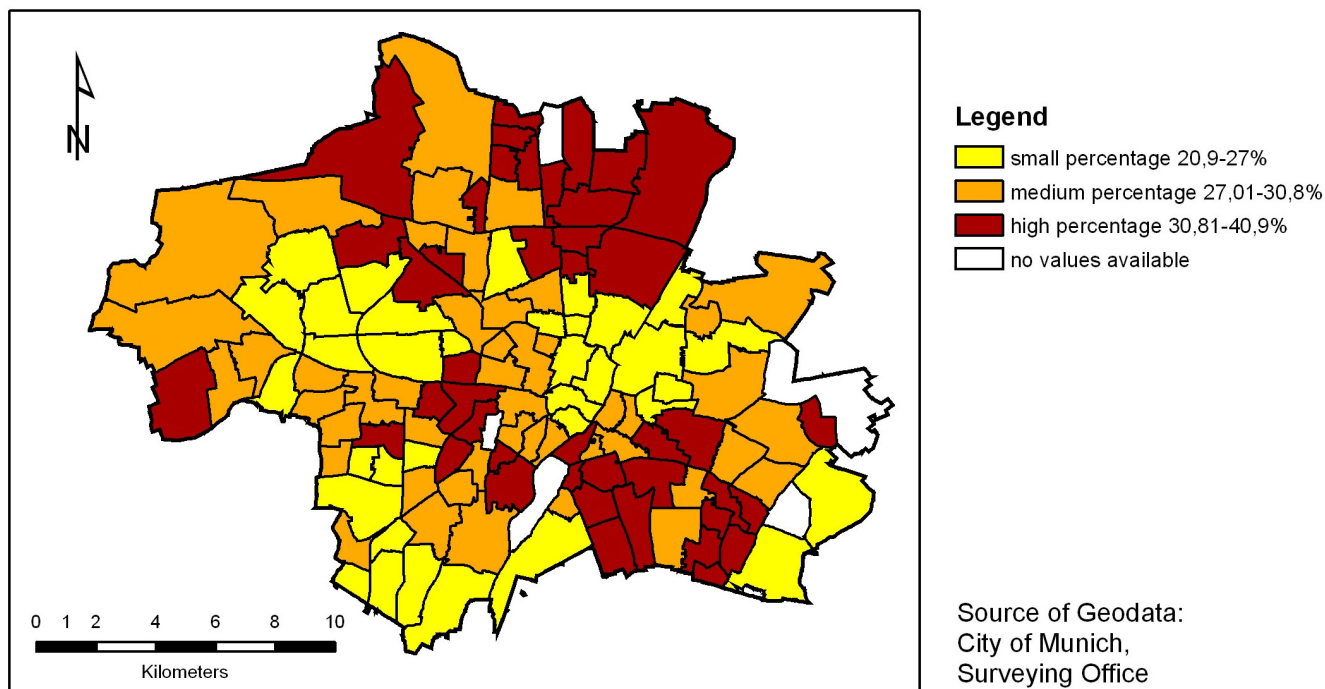 N
Legend
small percentage 20,9-27%
medium percentage 27,01-30,8%
high percentage 30,81-40,9%
no values available
0 1 2 4 6 8 10
Kilometers
Source of Geodata:
City of Munich,
Surveying Office